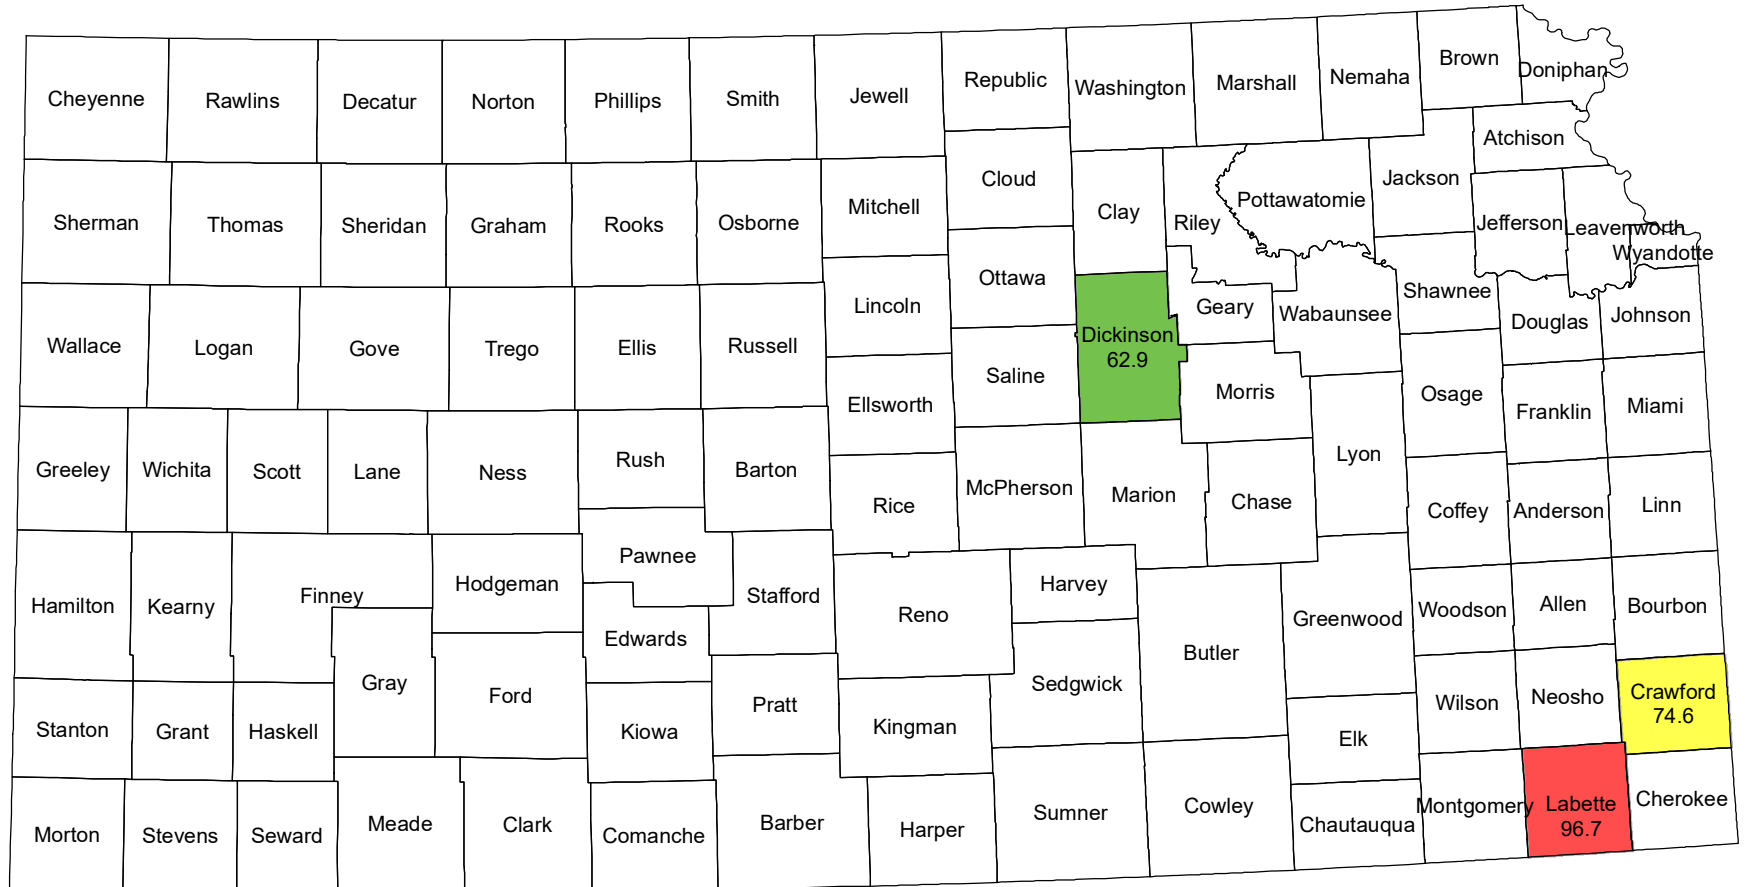 Cheyenne
Rawlins
Decatur
Norton
Phillips
Smith
Jewell
Republic
Washington
Marshall
Nemaha
Brown
Doniphan
Atchison
Sherman
Thomas
Sheridan
Graham
Rooks
Osborne
Mitchell
Cloud
Clay
Riley
Pottawatomie
Jackson
Jefferson
Leavenworth
Wyandotte
Ottawa
Lincoln
Dickinson
62.9
Geary
Wabaunsee
Shawnee
Douglas
Johnson
Wallace
Logan
Gove
Trego
Ellis
Russell
Saline
Ellsworth
Morris
Osage
Franklin
Miami
Greeley
Wichita
Scott
Lane
Ness
Rush
Barton
Rice
McPherson
Marion
Chase
Lyon
Coffey
Anderson
Linn
Hamilton
Kearny
Finney
Hodgeman
Pawnee
Stafford
Edwards
Reno
Harvey
Butler
Greenwood
Woodson
Allen
Bourbon
Gray
Ford
Sedgwick
Stanton
Grant
Haskell
Kiowa
Pratt
Kingman
Elk
Wilson
Neosho
Crawford
74.6
Morton
Stevens
Seward
Meade
Clark
Comanche
Barber
Harper
Sumner
Cowley
Chautauqua
Montgomery
Labette
96.7
Cherokee